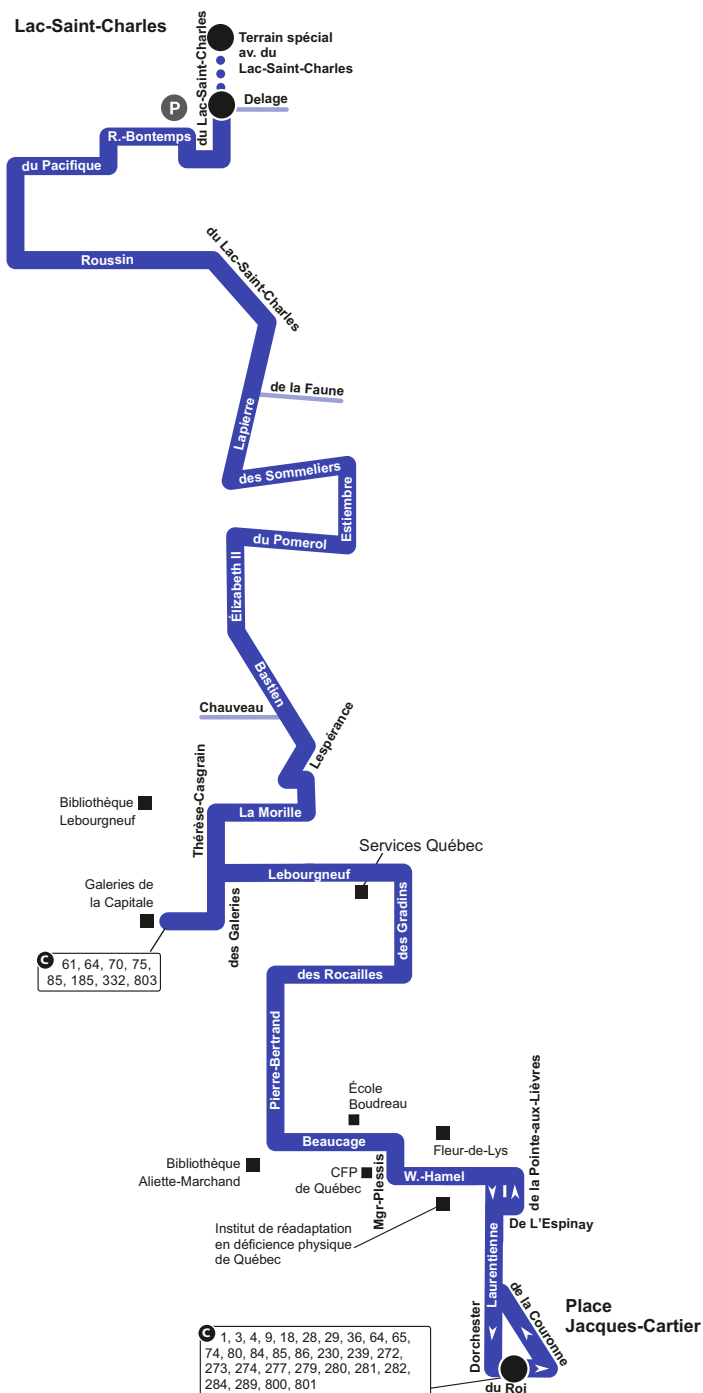 Lac-Saint-Charles
du Lac-Saint-Charles
Terrain spécial
av. du
Lac-Saint-Charles
P
Delage
R.-Bontemps
du Pacifique
Roussin
du Lac-Saint-Charles
de la Faune
Lapierre
des Sommeliers
Estiembre
du Pomerol
Élizabeth II
Bastien
Chauveau
Lespérance
Thérèse-Casgrain
Bibliothèque
Lebourgneuf
La Morille
Services Québec
Lebourgneuf
Galeries de
la Capitale
des Galeries
des Gradins
C 61, 64, 70, 75,
85, 185, 332, 803
des Rocailles
Pierre-Bertrand
École
Boudreau
Beaucage
Fleur-de-Lys
de la Pointe-aux-Lièvres
Bibliothèque
Aliette-Marchand
CFP
de Québec
Mgr-Plessis
W.-Hamel
De L'Espinay
Institut de réadaptation
en déficience physique
de Québec
Laurentienne
de la Couronne
Place
Jacques-Cartier
Dorchester
C 1, 3, 4, 9, 18, 28, 29, 36, 64, 65,
74, 80, 84, 85, 86, 230, 239, 272,
273, 274, 277, 279, 280, 281, 282,
284, 289, 800, 801
du Roi